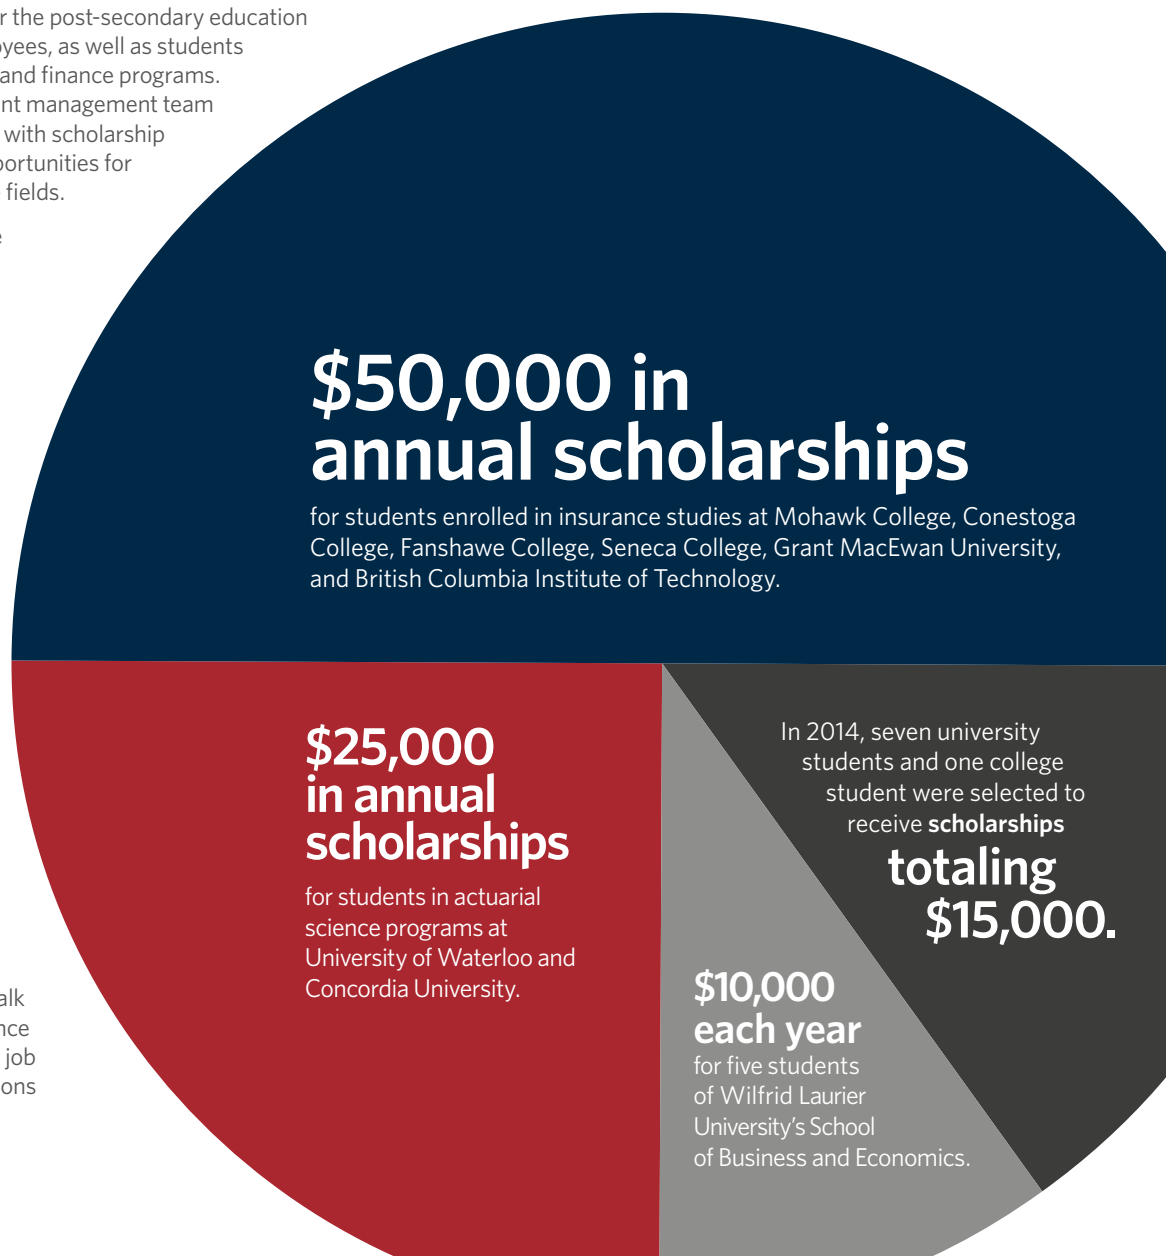 r the post-secondary education
yees, as well as students
and finance programs.
nt management team
with scholarship
portunities for
fields.
e
$50,000 in
annual scholarships
for students enrolled in insurance studies at Mohawk College, Conestoga
College, Fanshawe College, Seneca College, Grant MacEwan University,
and British Columbia Institute of Technology.
$25,000
in annual
scholarships
for students in actuarial
science programs at
University of Waterloo and
Concordia University.
In 2014, seven university
students and one college
student were selected to
receive scholarships
totaling
$15,000.
$10,000
each year
for five students
of Wilfrid Laurier
University's School
of Business and Economics.
alk
nce
job
ons